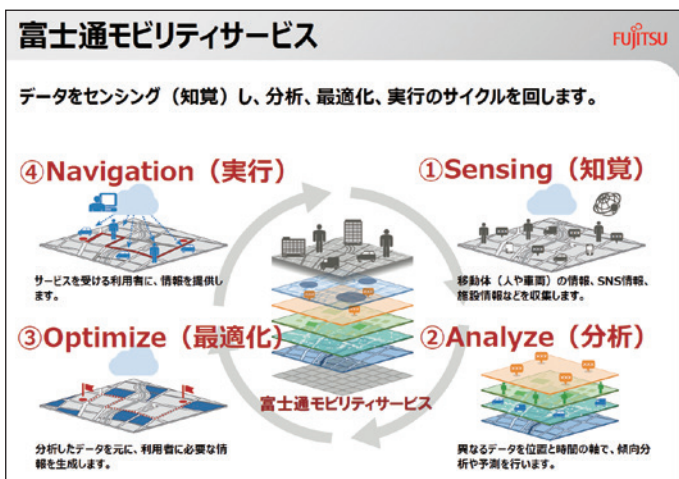 富士通モビリティサービス
FUJITSU
データをセンシング（知覚）し、分析、最適化、実行のサイクルを回します。
④Navigation（実行）
サービスを受ける利用者に、情報を提供し
ます。
①Sensing（知覚）
移動体（人や車両）の情報、SNS情報、
施設情報などを収集します。
③Optimize（最適化）
分析したデータを元に、利用者に必要な情
報を生成します。
②Analyze（分析）
異なるデータを位置と時間の軸で、傾向分
析や予測を行います。
富士通モビリティサービス